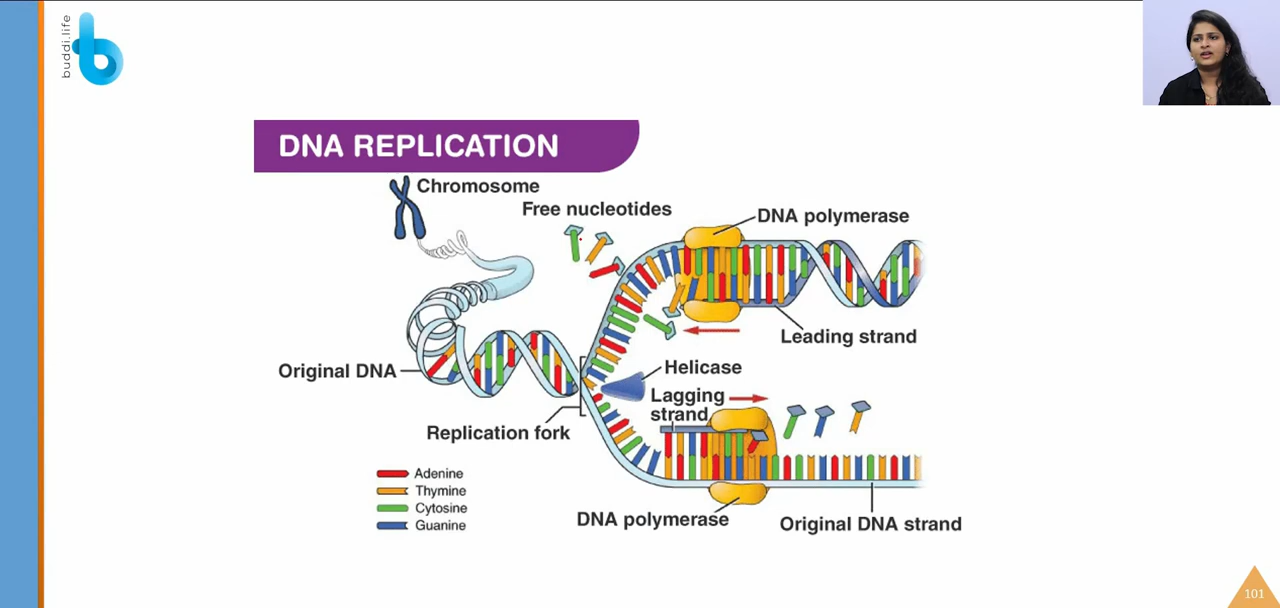 buddi.life
DNA REPLICATION
Chromosome
Free nucleotides
DNA polymerase
Leading strand
Original DNA
Helicase
Lagging
strand
Replication fork
Adenine
Thymine
Cytosine
Guanine
DNA polymerase
Original DNA strand
101